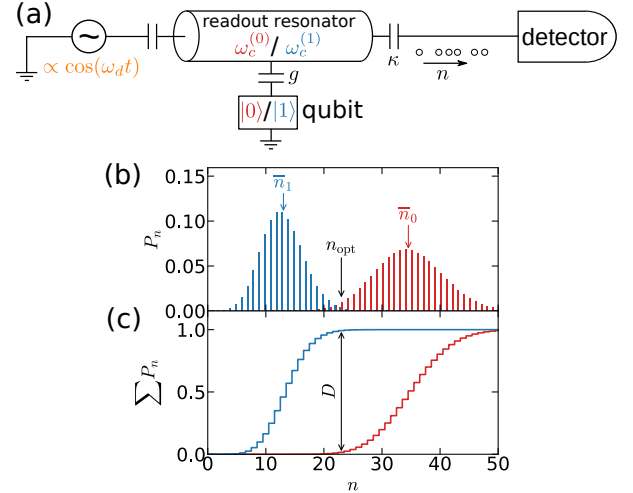 (a)
readout resonator
ω_c^(0) / ω_c^(1)
∝ cos(ω_d t)
κ
n
detector
g
|0⟩/|1⟩ qubit
(b)
0.15
0.10
0.05
0.00
P_n
n̅_1
n_opt
n̅_0
(c)
1.0
0.5
0.0
∑P_n
D
0 10 20 30 40 50
n